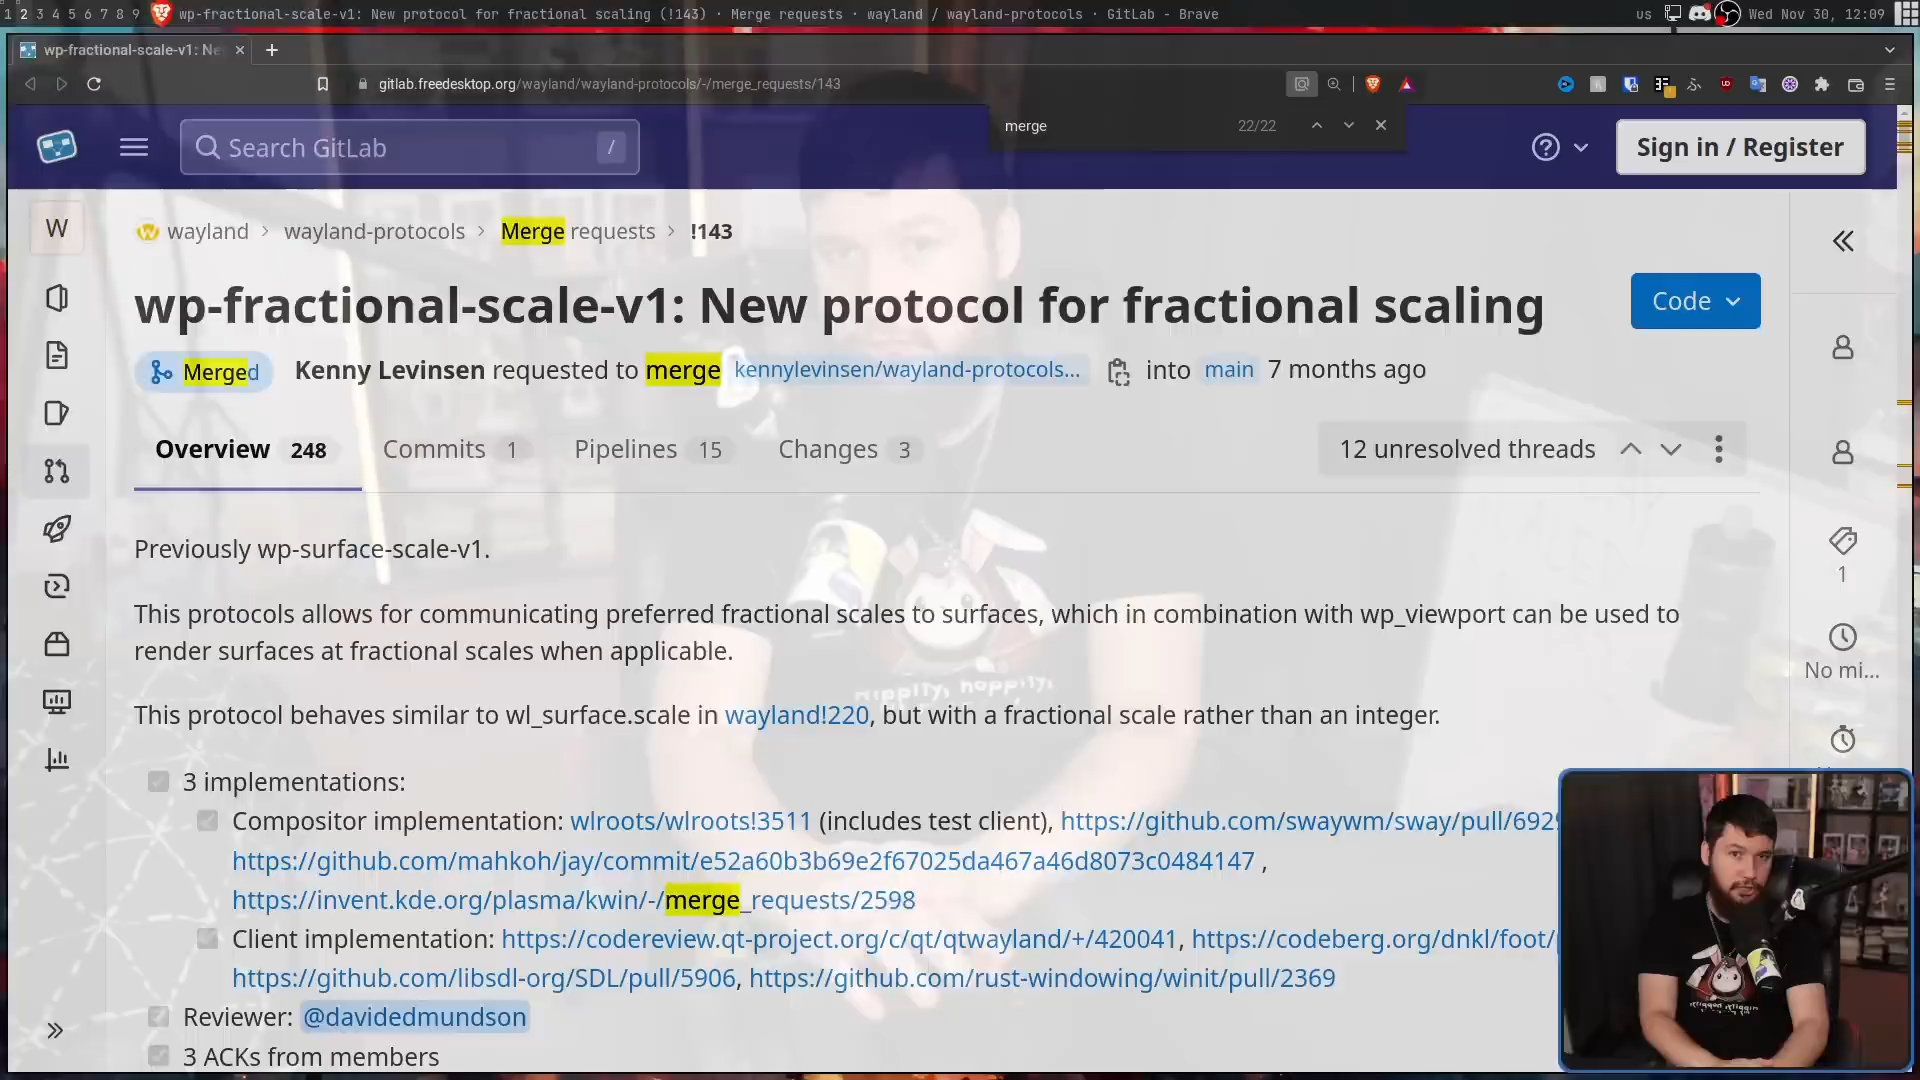 1 2 3 4 5 6 7 8 9 wp-fractional-scale-v1: New protocol for fractional scaling (!143) · Merge requests · wayland / wayland-protocols · GitLab - Brave us Wed Nov 30, 12:09
wp-fractional-scale-v1: Ne
gitlab.freedesktop.org/wayland/wayland-protocols/-/merge_requests/143
merge 22/22
Search GitLab /
Sign in / Register
W
wayland > wayland-protocols > Merge requests > !143
wp-fractional-scale-v1: New protocol for fractional scaling
Code
Merged Kenny Levinsen requested to merge kennylevinsen/wayland-protocols... into main 7 months ago
Overview 248 Commits 1 Pipelines 15 Changes 3
12 unresolved threads
Previously wp-surface-scale-v1.
1
This protocols allows for communicating preferred fractional scales to surfaces, which in combination with wp_viewport can be used to
render surfaces at fractional scales when applicable.
No mi...
hippity, hoppity,
This protocol behaves similar to wl_surface.scale in wayland!220, but with a fractional scale rather than an integer.
3 implementations:
Compositor implementation: wlroots/wlroots!3511 (includes test client), https://github.com/swaywm/sway/pull/692
https://github.com/mahkoh/jay/commit/e52a60b3b69e2f67025da467a46d8073c0484147 ,
https://invent.kde.org/plasma/kwin/-/merge_requests/2598
Client implementation: https://codereview.qt-project.org/c/qt/qtwayland/+/420041, https://codeberg.org/dnkl/foot/
https://github.com/libsdl-org/SDL/pull/5906, https://github.com/rust-windowing/winit/pull/2369
Reviewer: @davidedmundson
3 ACKs from members